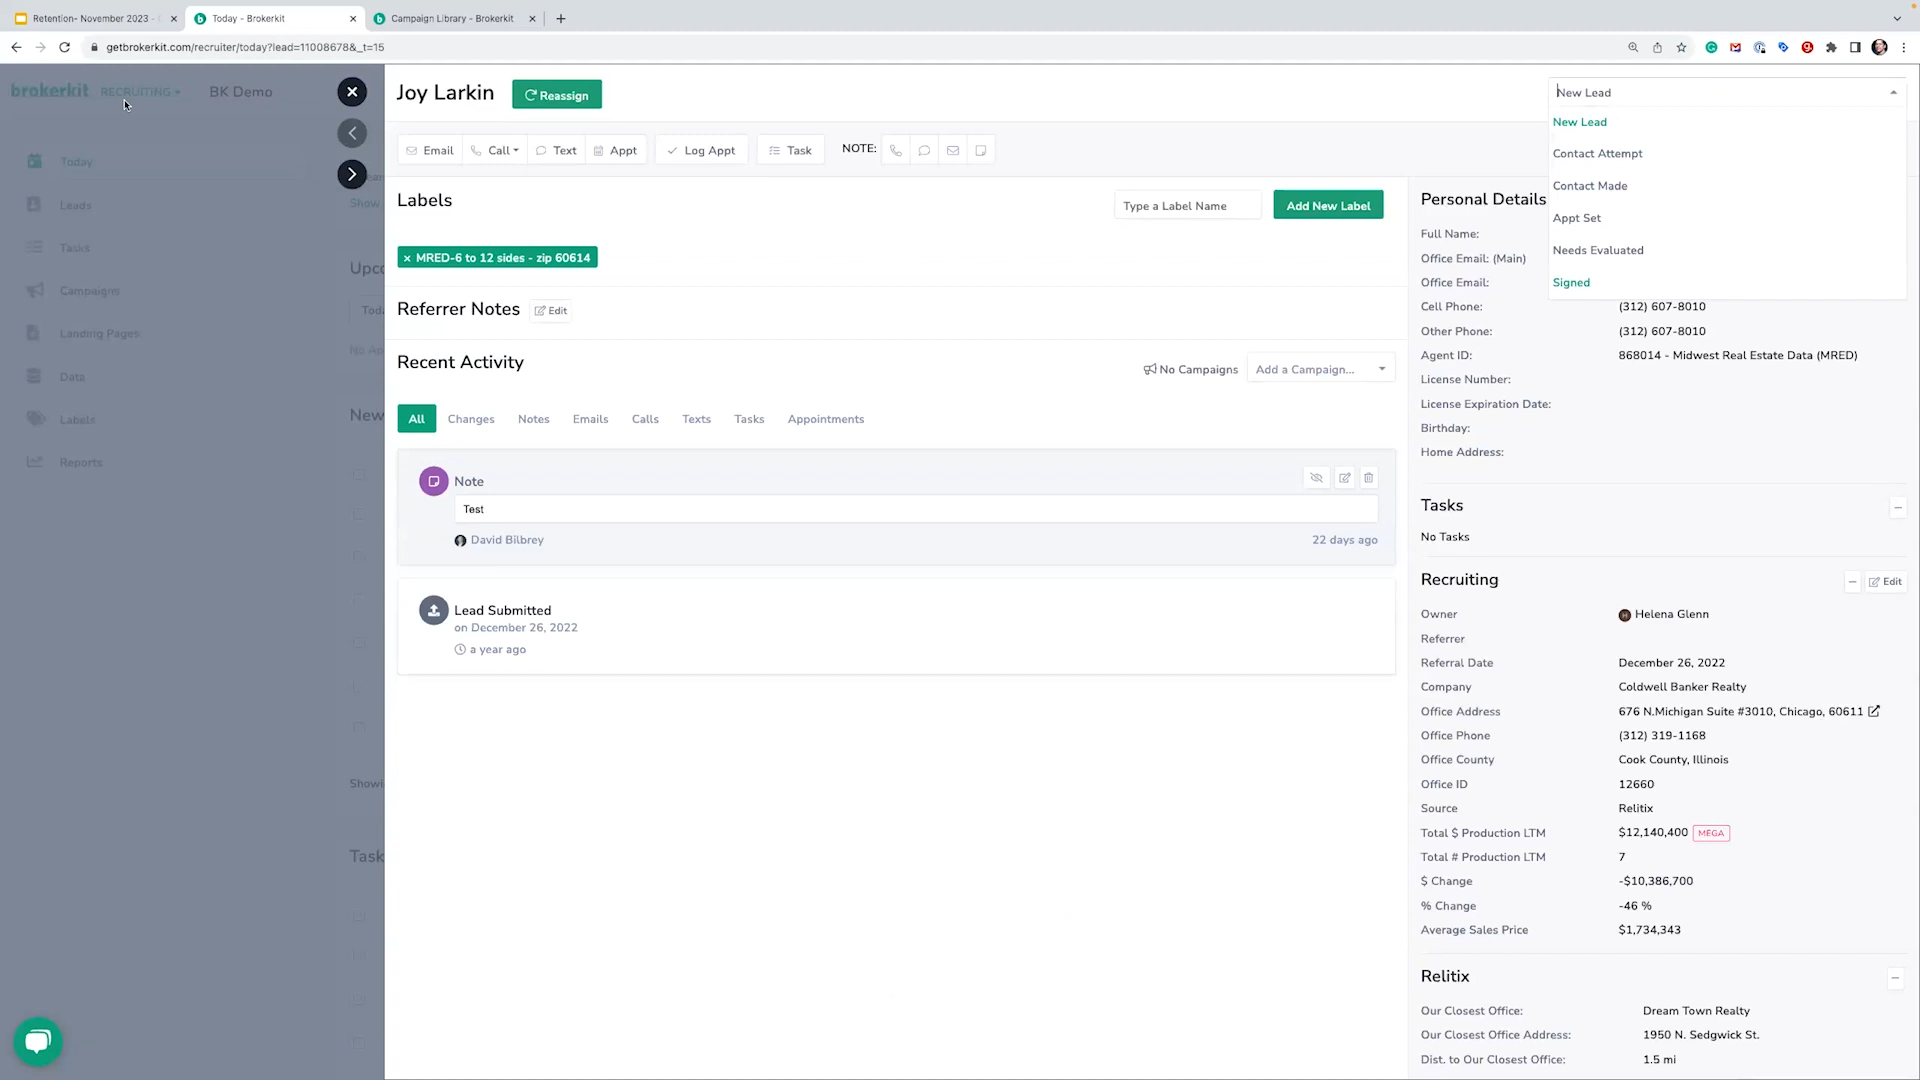 Retention- November 2023 -
Today - Brokerkit
Campaign Library - Brokerkit
getbrokerkit.com/recruiter/today?lead=11008678&_t=15
brokerkit RECRUITING BK Demo
Today
Leads
Tasks
Campaigns
Landing Pages
Data
Labels
Reports
Show
Upco
Toda
No Ap
New
Showi
Task
Joy Larkin
Reassign
Email
Call
Text
Appt
Log Appt
Task
NOTE:
New Lead
New Lead
Contact Attempt
Contact Made
Appt Set
Needs Evaluated
Signed
Labels
Type a Label Name
Add New Label
× MRED-6 to 12 sides - zip 60614
Referrer Notes
Edit
Recent Activity
No Campaigns
Add a Campaign...
All
Changes
Notes
Emails
Calls
Texts
Tasks
Appointments
Note
Test
David Bilbrey
22 days ago
Lead Submitted
on December 26, 2022
a year ago
Personal Details
Full Name:
Office Email: (Main)
Office Email:
Cell Phone: (312) 607-8010
Other Phone: (312) 607-8010
Agent ID: 868014 - Midwest Real Estate Data (MRED)
License Number:
License Expiration Date:
Birthday:
Home Address:
Tasks
No Tasks
Recruiting
Edit
Owner Helena Glenn
Referrer
Referral Date December 26, 2022
Company Coldwell Banker Realty
Office Address 676 N.Michigan Suite #3010, Chicago, 60611
Office Phone (312) 319-1168
Office County Cook County, Illinois
Office ID 12660
Source Relitix
Total $ Production LTM $12,140,400 MEGA
Total # Production LTM 7
$ Change -$10,386,700
% Change -46 %
Average Sales Price $1,734,343
Relitix
Our Closest Office: Dream Town Realty
Our Closest Office Address: 1950 N. Sedgwick St.
Dist. to Our Closest Office: 1.5 mi